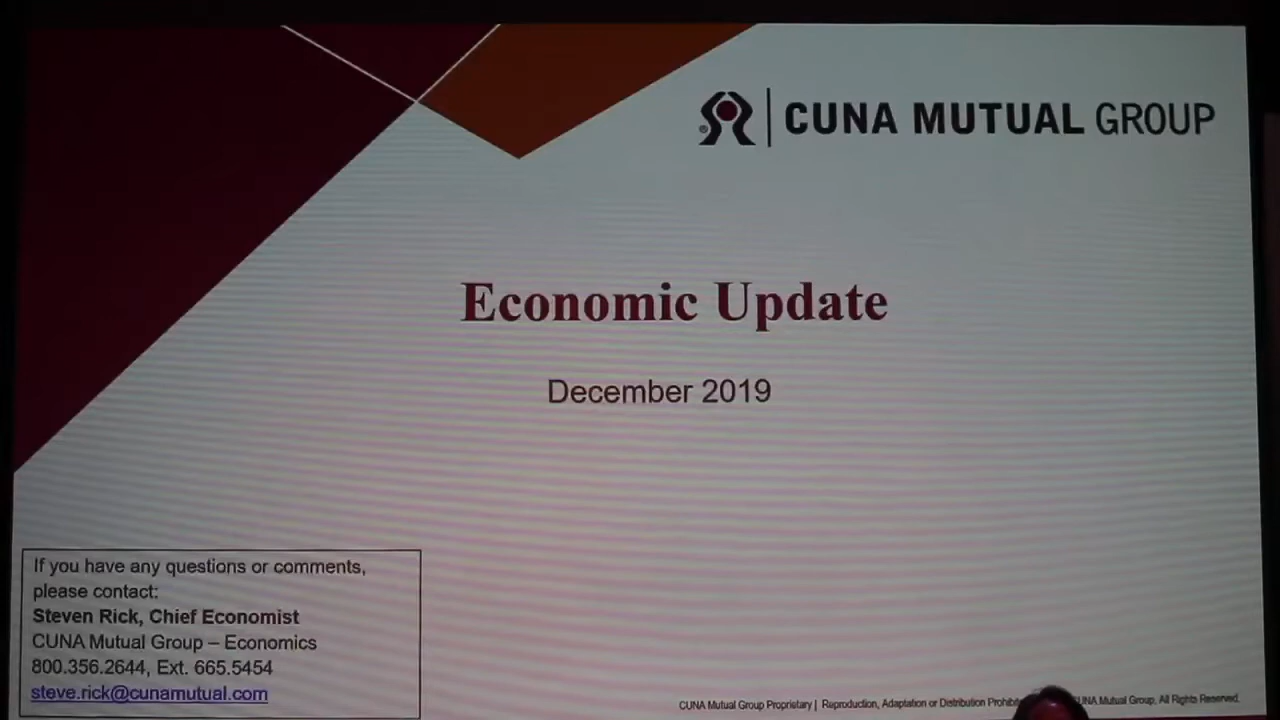 CUNA MUTUAL GROUP
Economic Update
December 2019
If you have any questions or comments,
please contact:
Steven Rick, Chief Economist
CUNA Mutual Group – Economics
800.356.2644, Ext. 665.5454
steve.rick@cunamutual.com
CUNA Mutual Group Proprietary | Reproduction, Adaptation or Distribution CUNA Mutual Group, All Rights Reserved.